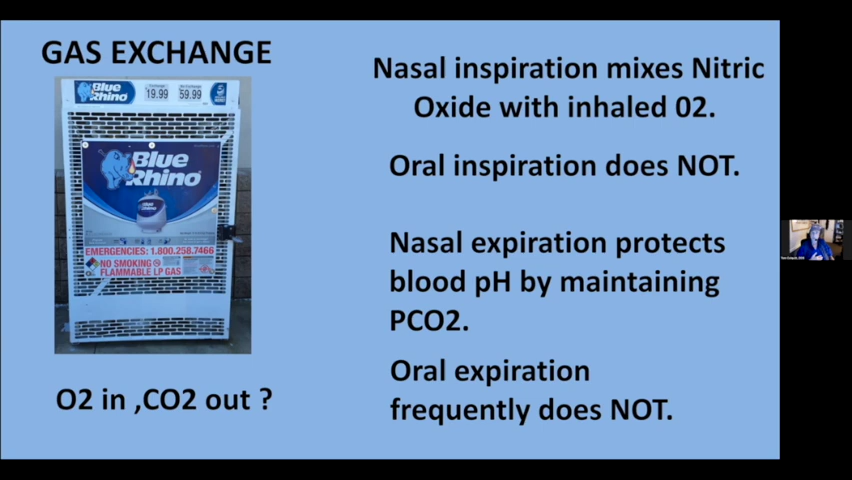 GAS EXCHANGE
Blue
Rhino
19.99
59.99
Blue
Rhino
EMERGENCIES: 1.800.258.7466
NO SMOKING
FLAMMABLE LP GAS
O2 in ,CO2 out ?
Nasal inspiration mixes Nitric
Oxide with inhaled 02.
Oral inspiration does NOT.
Nasal expiration protects
blood pH by maintaining
PCO2.
Oral expiration
frequently does NOT.